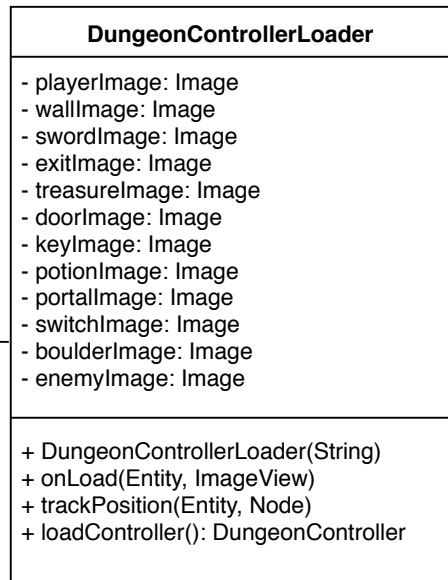 DungeonControllerLoader
- playerImage: Image
- wallImage: Image
- swordImage: Image
- exitImage: Image
- treasureImage: Image
- doorImage: Image
- keyImage: Image
- potionImage: Image
- portalImage: Image
- switchImage: Image
- boulderImage: Image
- enemyImage: Image
+ DungeonControllerLoader(String)
+ onLoad(Entity, ImageView)
+ trackPosition(Entity, Node)
+ loadController(): DungeonController